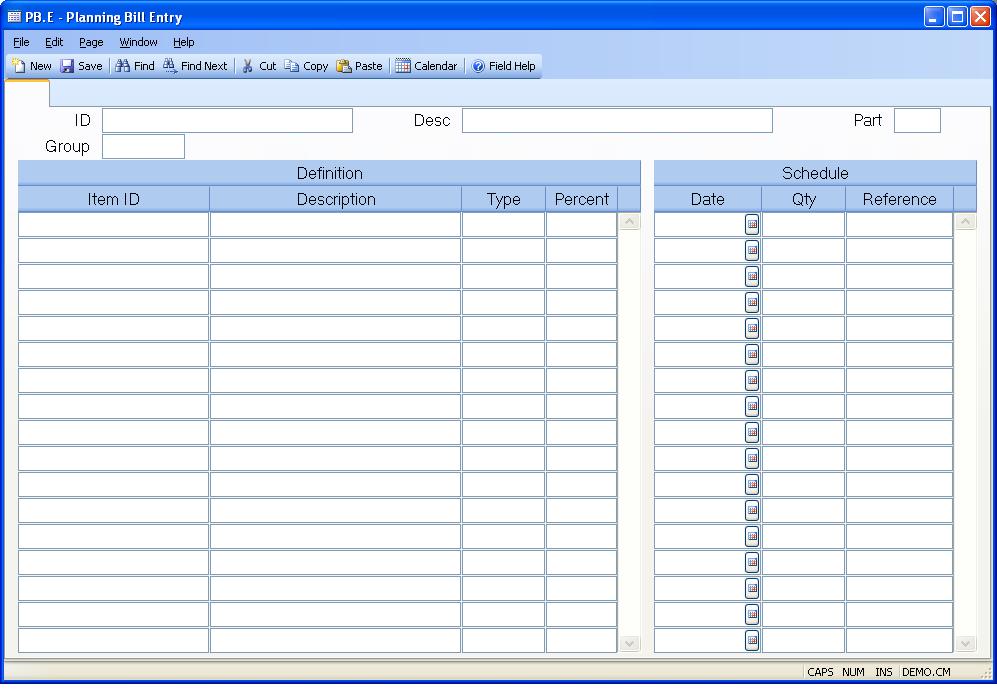 PB.E - Planning Bill Entry
File Edit Page Window Help
New Save Find Find Next Cut Copy Paste Calendar Field Help
ID Desc Part
Group
Definition Schedule
Item ID Description Type Percent Date Qty Reference
CAPS NUM INS DEMO.CM